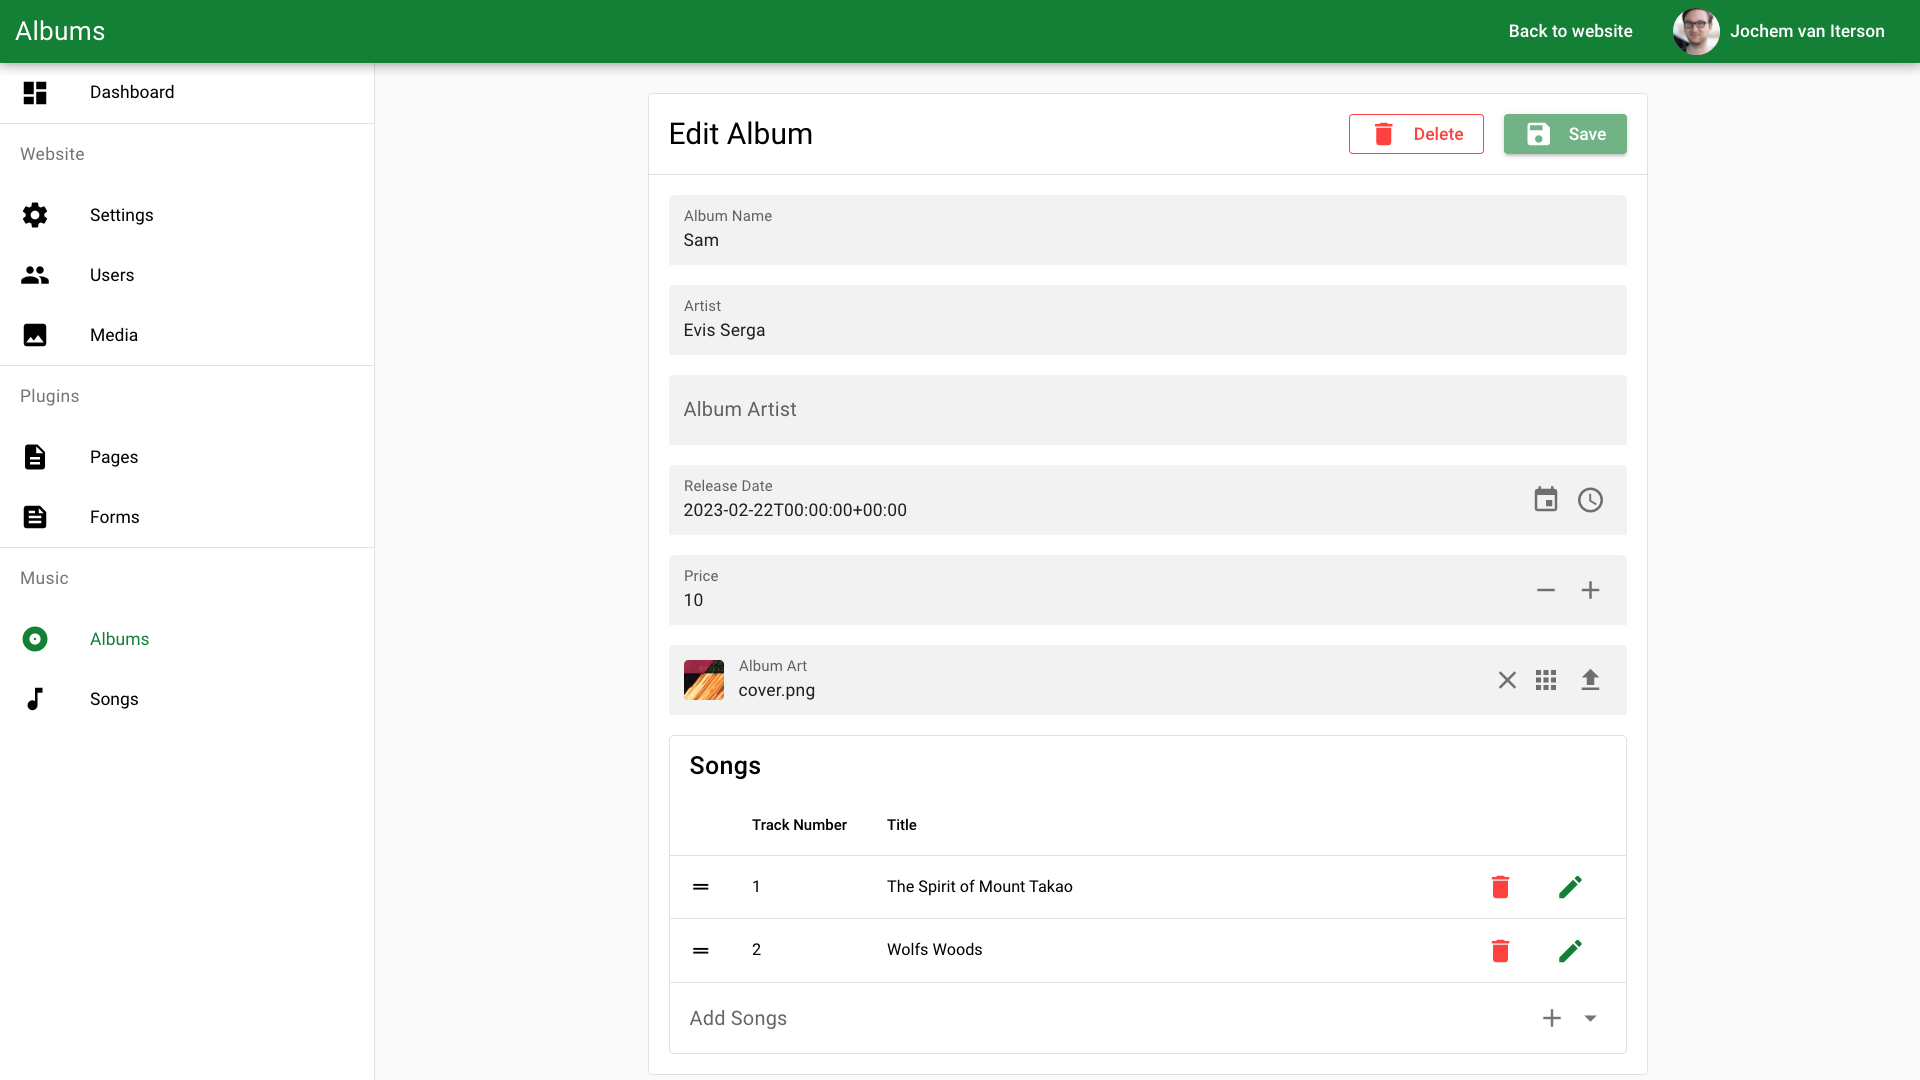 Albums
Back to website
Jochem van Iterson
Dashboard
Website
Settings
Users
Media
Plugins
Pages
Forms
Music
Albums
Songs
Edit Album
Delete
Save
Album Name
Sam
Artist
Evis Serga
Album Artist
Release Date
2023-02-22T00:00:00+00:00
Price
10
Album Art
cover.png
Songs
Track Number Title
1 The Spirit of Mount Takao
2 Wolfs Woods
Add Songs